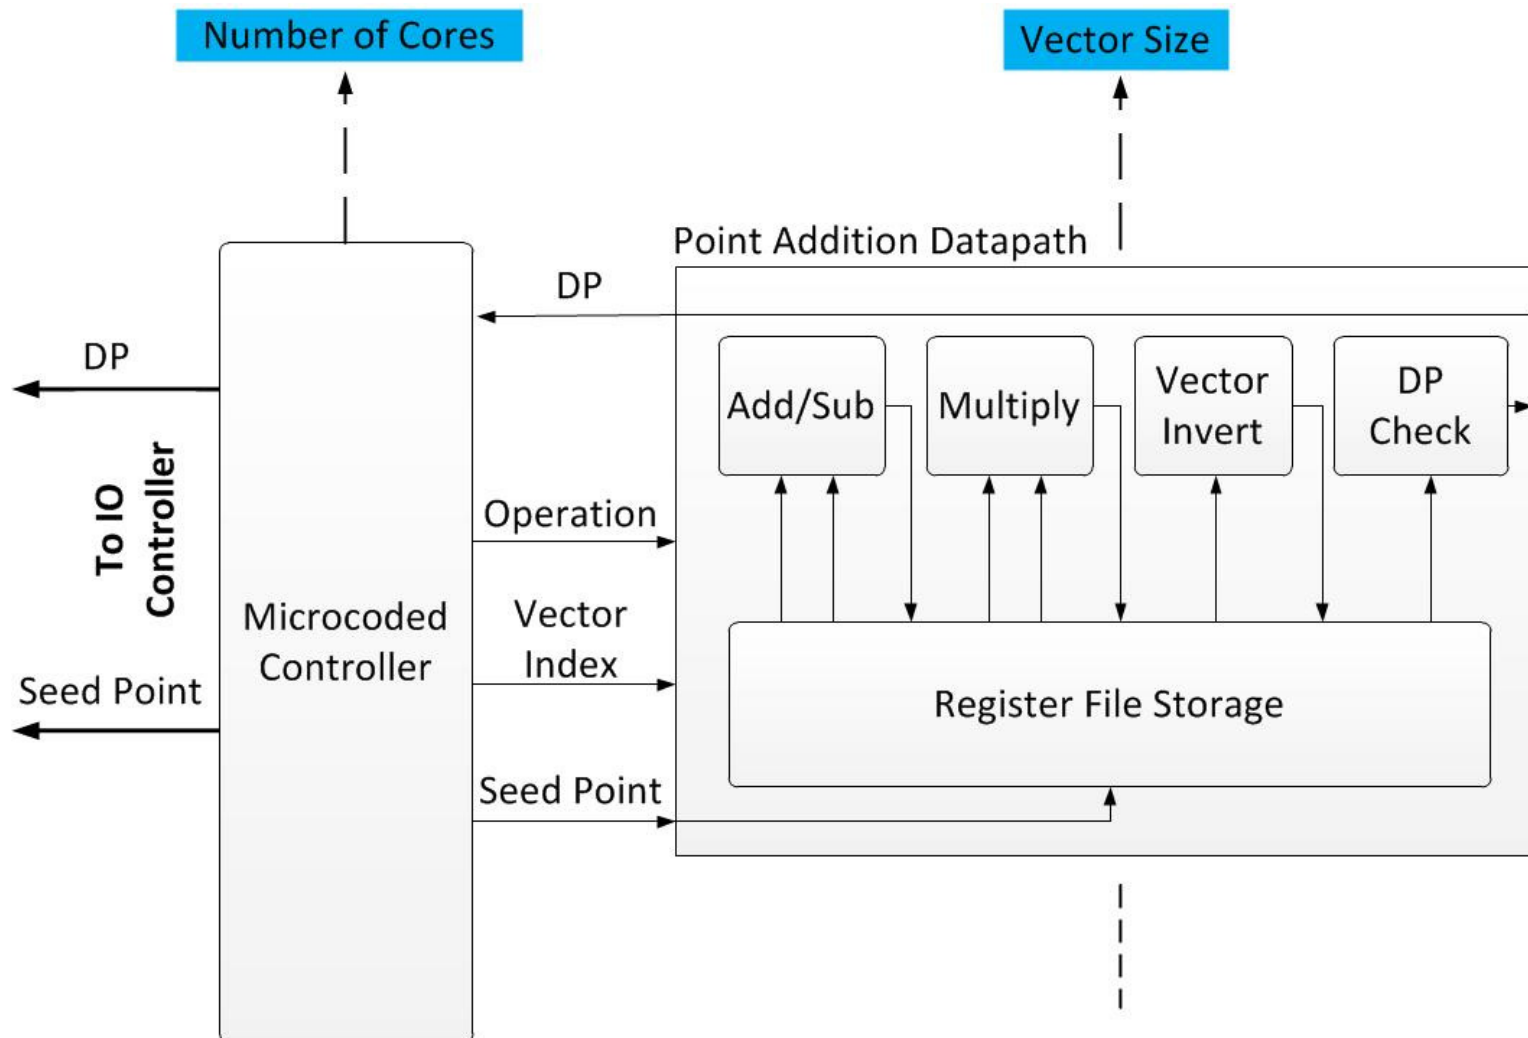 Number of Cores
Vector Size
Point Addition Datapath
DP
DP
Add/Sub
Multiply
Vector
Invert
DP
Check
To IO
Controller
Operation
Microcoded
Controller
Vector
Index
Seed Point
Register File Storage
Seed Point